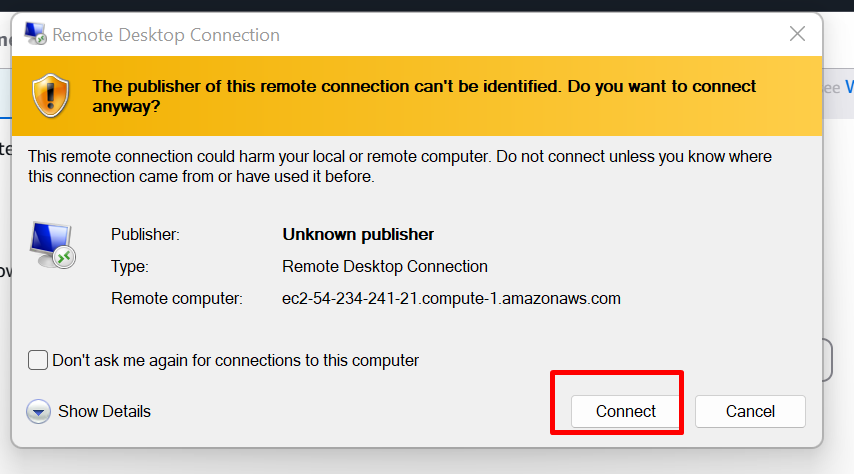 Remote Desktop Connection
The publisher of this remote connection can't be identified. Do you want to connect
anyway?
This remote connection could harm your local or remote computer. Do not connect unless you know where
this connection came from or have used it before.
Publisher: Unknown publisher
Type: Remote Desktop Connection
Remote computer: ec2-54-234-241-21.compute-1.amazonaws.com
Don't ask me again for connections to this computer
Show Details Connect Cancel